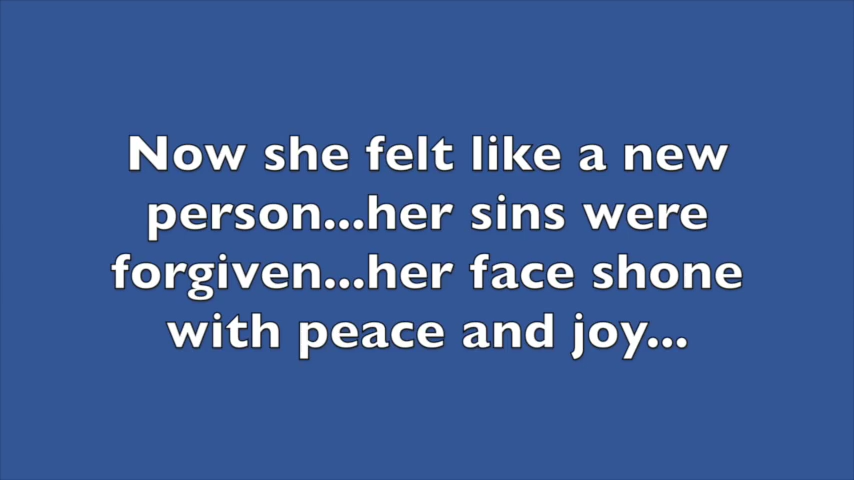 Now she felt like a new
person...her sins were
forgiven...her face shone
with peace and joy...